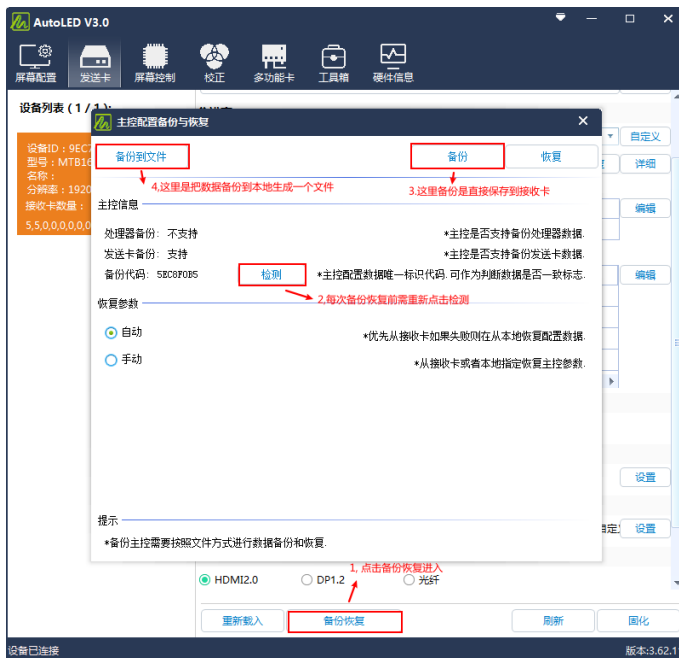 AutoLED V3.0
屏幕配置 发送卡 屏幕控制 校正 多功能卡 工具箱 硬件信息
设备列表 ( 1 / 1 ):
主控配置备份与恢复
自定义
设备ID：9EC
备份到文件 备份 恢复
详细
型号：MTB16
名称：
分辨率：1920
4,这里是把数据备份到本地生成一个文件
3.这里备份是直接保存到接收卡
接收卡数量：
主控信息
编辑
5,5,0,0,0,0,0
处理器备份: 不支持 *主控是否支持备份处理器数据.
发送卡备份: 支持 *主控是否支持备份发送卡数据.
备份代码: 5EC8F0B5 检测 *主控配置数据唯一标识代码.可作为判断数据是否一致标志.
编辑
2,每次备份恢复前需重新点击检测
恢复参数
自动 *优先从接收卡如果失败则在从本地恢复配置数据.
手动 *从接收卡或者本地指定恢复主控参数.
设置
提示
设置
*备份主控需要按照文件方式进行数据备份和恢复.
1, 点击备份恢复进入
HDMI2.0 DP1.2 光纤
重新载入 备份恢复 刷新 固化
设备已连接 版本:3.62.1